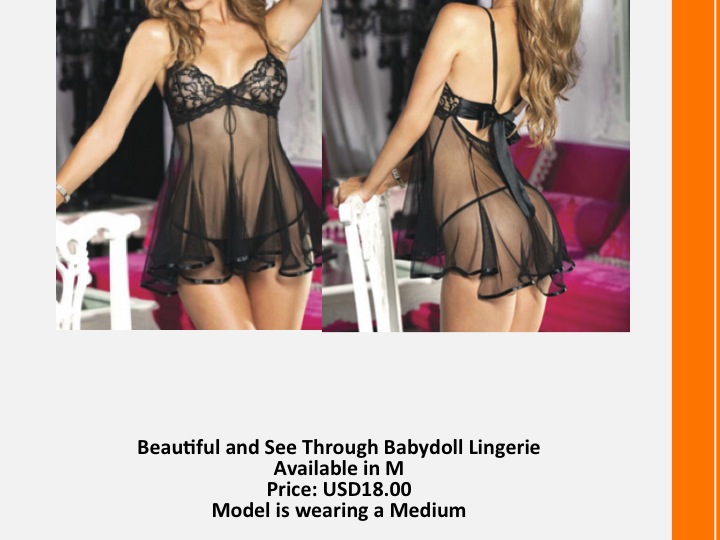 Beautiful and See Through Babydoll Lingerie
Available in M
Price: USD18.00
Model is wearing a Medium